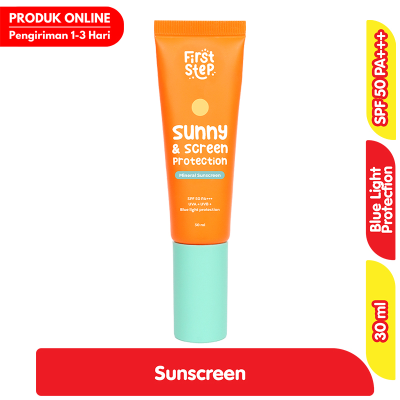 PRODUK ONLINE
Pengiriman 1-3 Hari
First
Step
Sunny
& Screen
Protection
Mineral Sunscreen
SPF 50 PA+++
UVA + UVB +
Blue light protection
30 ml
SPF 50 PA+++
Blue Light
Protection
30 ml
Sunscreen